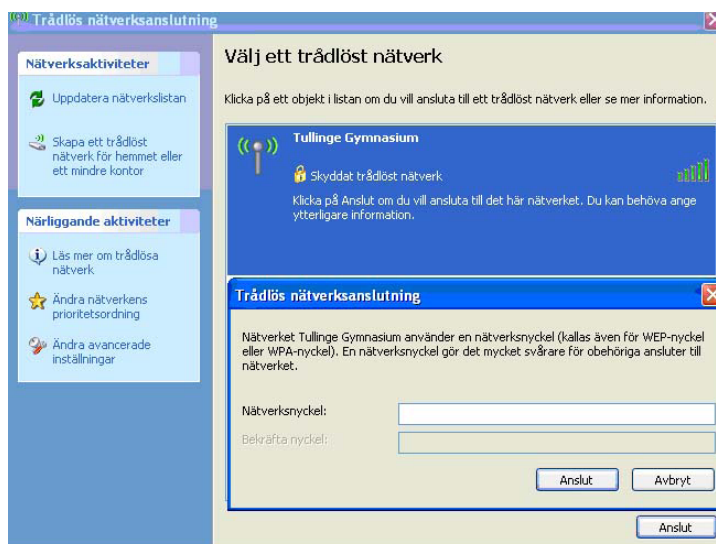 Trådlös nätverksanslutning
Nätverksaktiviteter
Uppdatera nätverkslistan
Skapa ett trådlöst
nätverk för hemmet eller
ett mindre kontor
Närliggande aktiviteter
Läs mer om trådlösa
nätverk
Ändra nätverkens
prioritetsordning
Ändra avancerade
inställningar
Välj ett trådlöst nätverk
Klicka på ett objekt i listan om du vill ansluta till ett trådlöst nätverk eller se mer information.
Tullinge Gymnasium
Skyddat trådlöst nätverk
Klicka på Anslut om du vill ansluta till det här nätverket. Du kan behöva ange
ytterligare information.
Trådlös nätverksanslutning
Nätverket Tullinge Gymnasium använder en nätverksnyckel (kallas även för WEP-nyckel
eller WPA-nyckel). En nätverksnyckel gör det mycket svårare för obehöriga ansluter till
nätverket.
Nätverksnyckel:
Bekräfta nyckel:
Anslut
Avbryt
Anslut